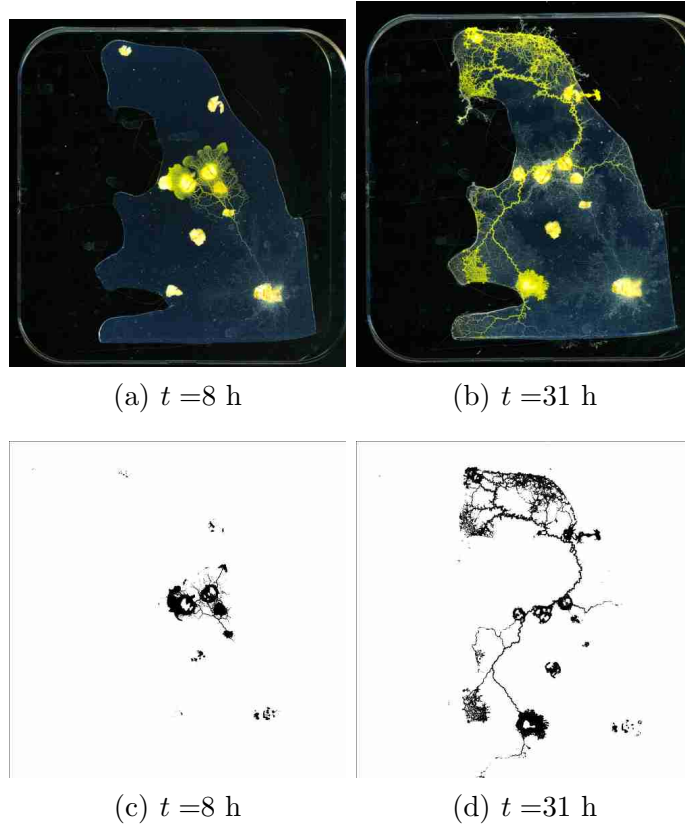 (a) t =8 h
(b) t =31 h
(c) t =8 h
(d) t =31 h